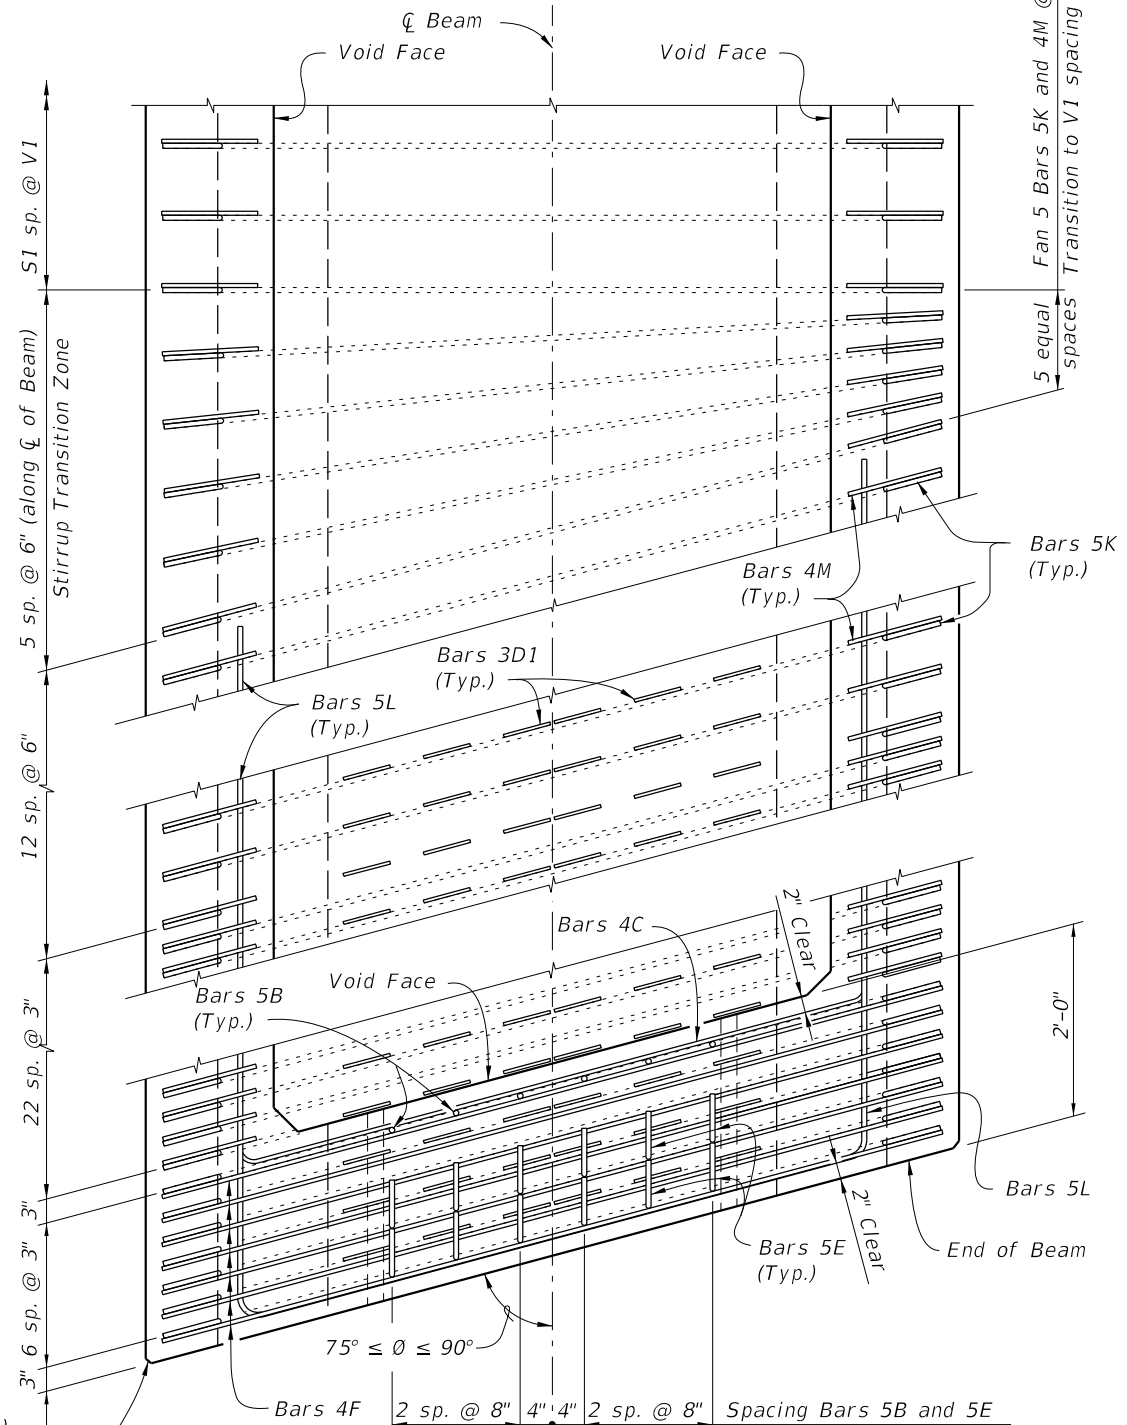 ℄ Beam
Void Face
Void Face
S1 sp. @ V1
5 sp. @ 6" (along ℄ of Beam)
Stirrup Transition Zone
12 sp. @ 6"
22 sp. @ 3"
3"
6 sp. @ 3"
3"
Fan 5 Bars 5K and 4M @
Transition to V1 spacing
5 equal
spaces
Bars 5K
(Typ.)
Bars 4M
(Typ.)
Bars 3D1
(Typ.)
Bars 5L
(Typ.)
2" Clear
Bars 4C
Void Face
Bars 5B
(Typ.)
2'-0"
Bars 5L
2" Clear
Bars 5E
(Typ.)
End of Beam
75° ≤ Ø ≤ 90°
Bars 4F
2 sp. @ 8"
4"
4"
2 sp. @ 8"
Spacing Bars 5B and 5E